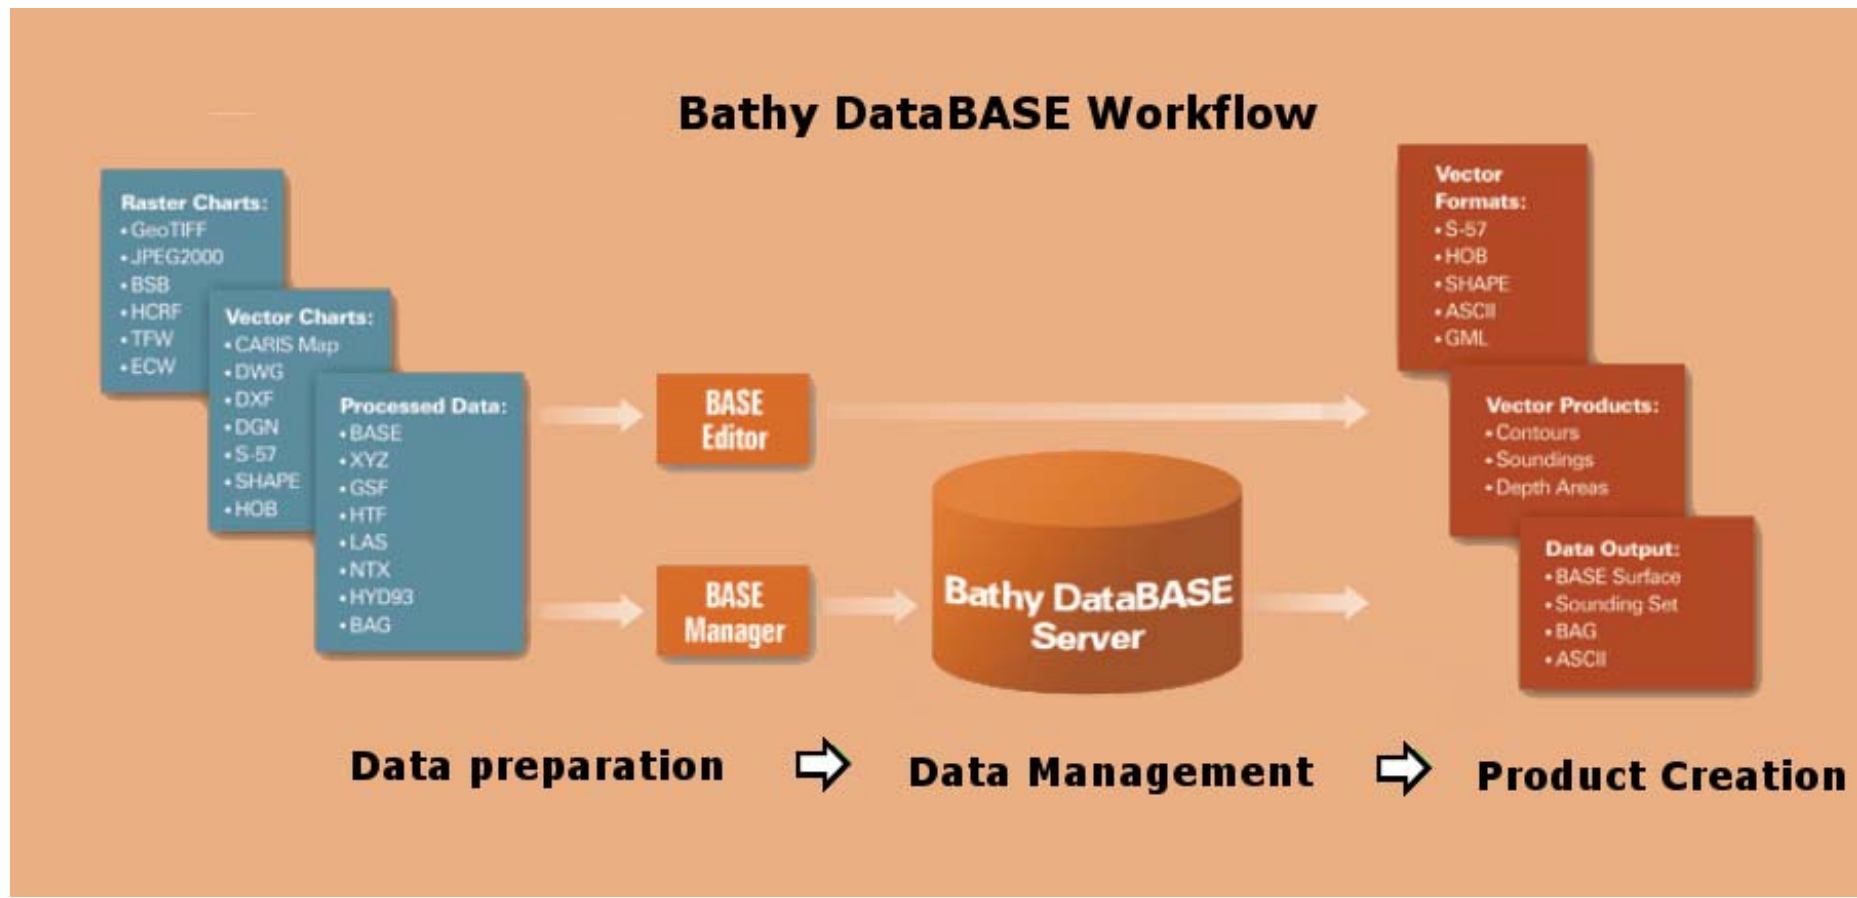 Bathy DataBASE Workflow
Raster Charts:
• GeoTIFF
• JPEG2000
• BSB
• HCRF
• TFW
• ECW
Vector Charts:
• CARIS Map
• DWG
• DXF
• DGN
• S-57
• SHAPE
• HOB
Processed Data:
• BASE
• XYZ
• GSF
• HTF
• LAS
• NTX
• HYD93
• BAG
BASE
Editor
BASE
Manager
Bathy DataBASE
Server
Vector
Formats:
• S-57
• HOB
• SHAPE
• ASCII
• GML
Vector Products:
• Contours
• Soundings
• Depth Areas
Data Output:
• BASE Surface
• Sounding Set
• BAG
• ASCII
Data preparation
Data Management
Product Creation